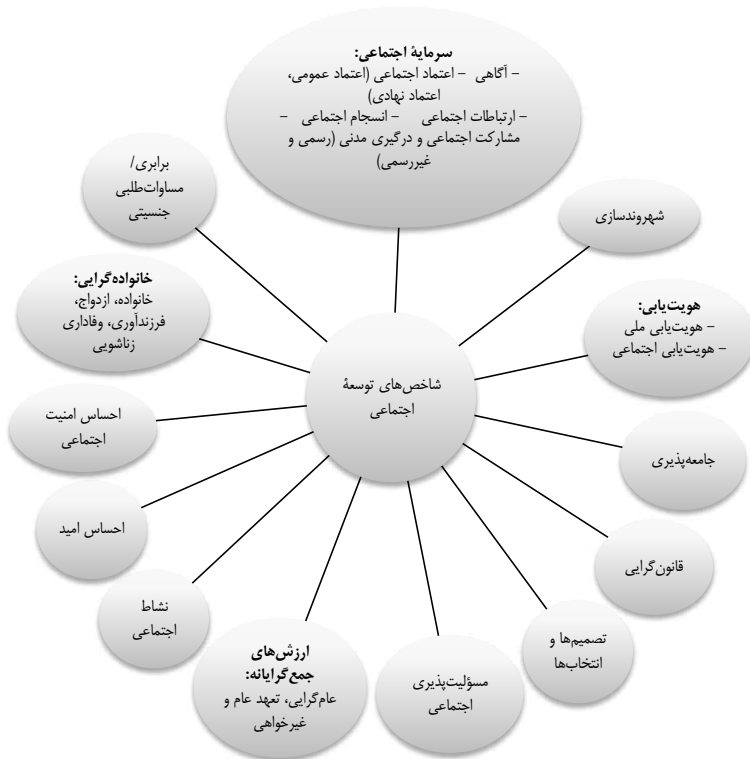 سرمایۀ اجتماعی:
– آگاهی – اعتماد اجتماعی (اعتماد عمومی،
اعتماد نهادی)
– ارتباطات اجتماعی – انسجام اجتماعی –
مشارکت اجتماعی و درگیری مدنی (رسمی و
غیررسمی)
شهروندسازی
هویت‌یابی:
– هویت‌یابی ملی
– هویت‌یابی اجتماعی
جامعه‌پذیری
قانون‌گرایی
تصمیم‌ها و
انتخاب‌ها
مسؤلیت‌پذیری
اجتماعی
ارزش‌های
جمع‌گرایانه:
عام‌گرایی، تعهد عام و
غیرخواهی
نشاط
اجتماعی
احساس امید
احساس امنیت
اجتماعی
خانواده‌گرایی:
خانواده، ازدواج،
فرزندآوری، وفاداری
زناشویی
برابری/
مساوات‌طلبی
جنسیتی
شاخص‌های توسعۀ
اجتماعی